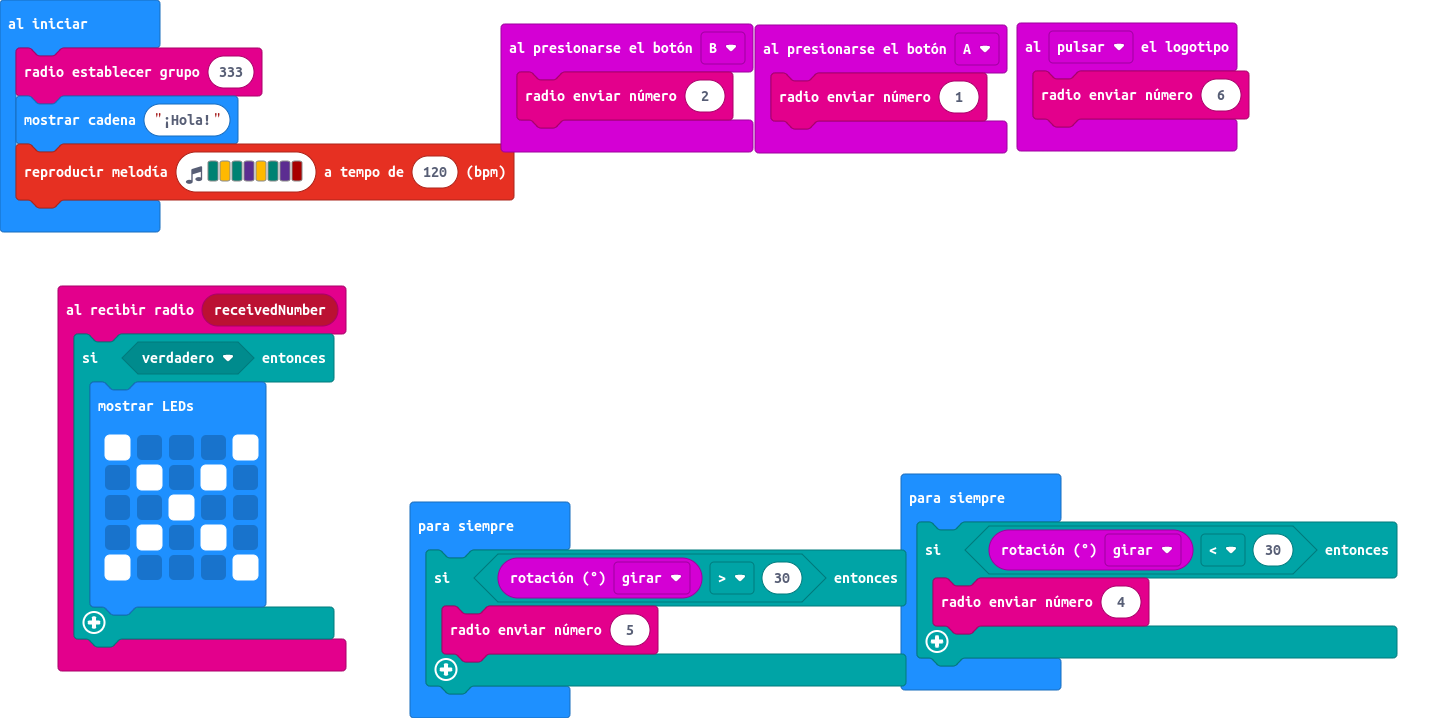 al iniciar
radio establecer grupo 333
mostrar cadena "¡Hola!"
reproducir melodía a tempo de 120 (bpm)
al presionarse el botón B
radio enviar número 2
al presionarse el botón A
radio enviar número 1
al pulsar el logotipo
radio enviar número 6
al recibir radio receivedNumber
si verdadero entonces
mostrar LEDs
para siempre
si rotación (°) girar > 30 entonces
radio enviar número 5
para siempre
si rotación (°) girar < 30 entonces
radio enviar número 4